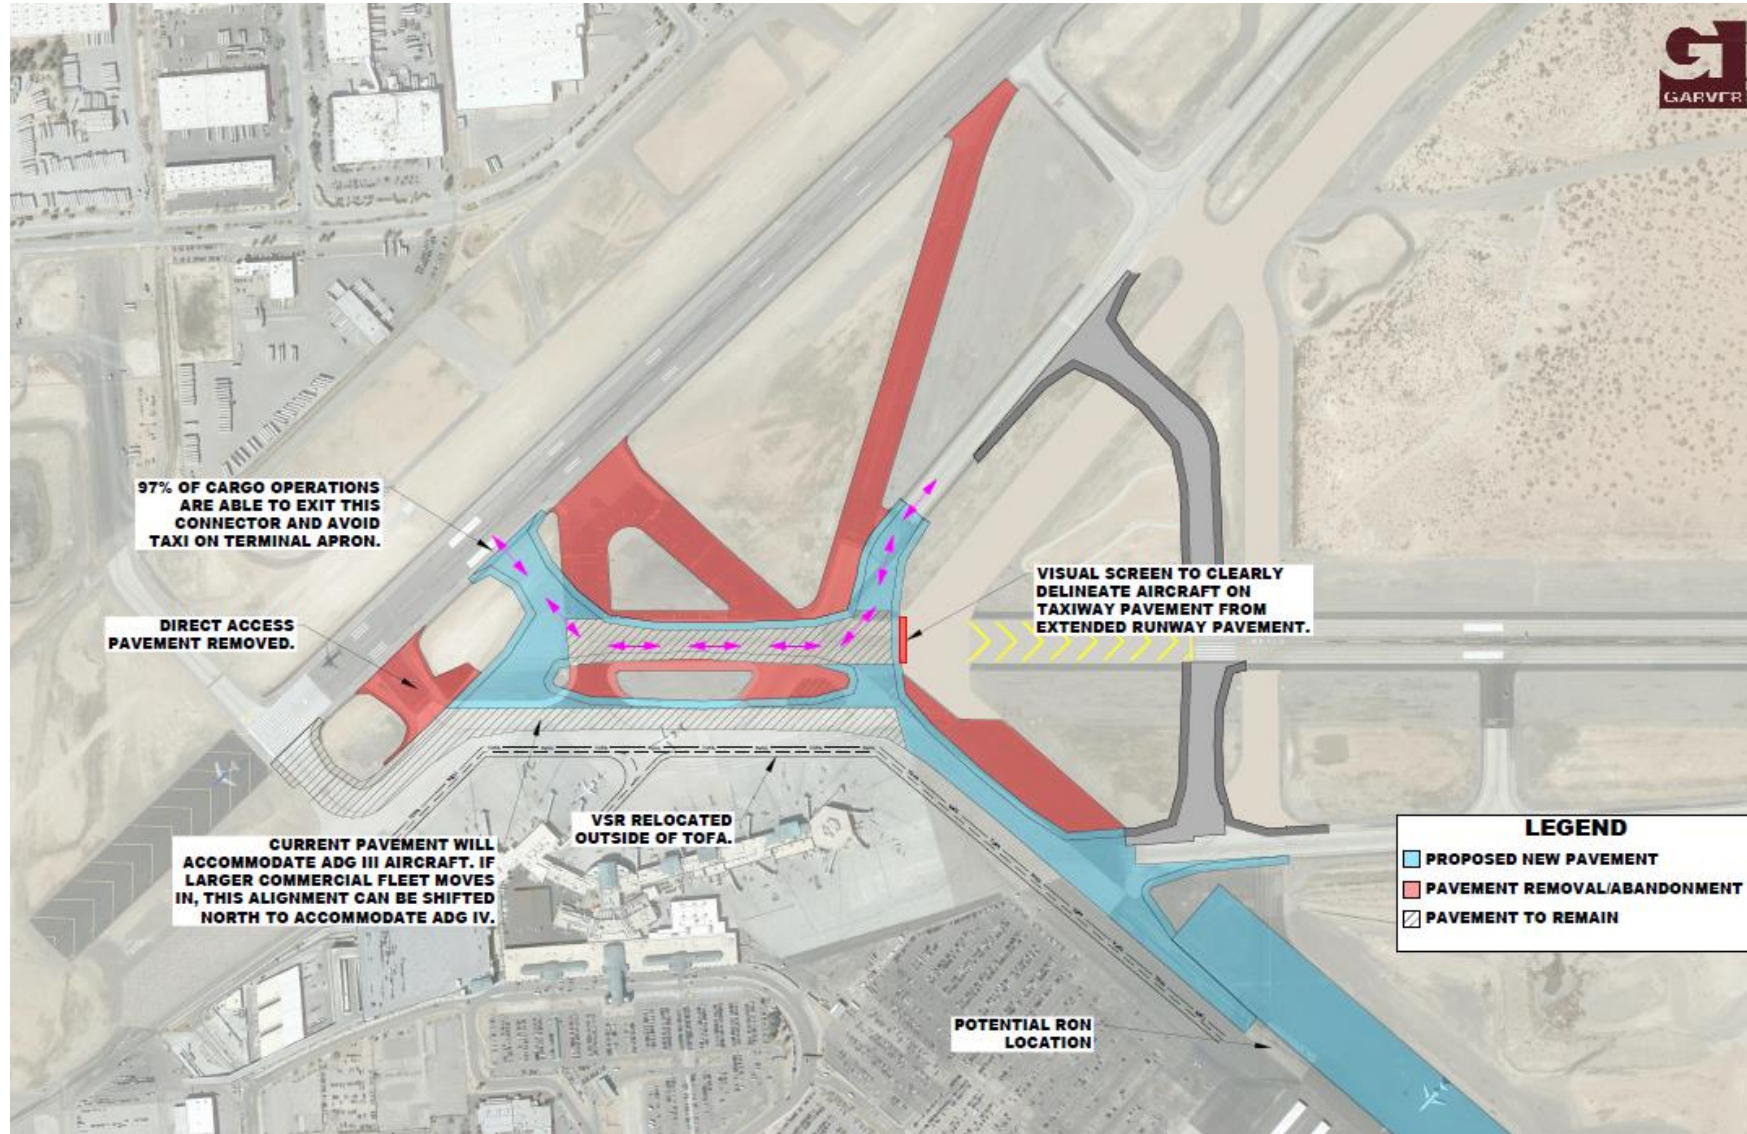 GARVER
97% OF CARGO OPERATIONS
ARE ABLE TO EXIT THIS
CONNECTOR AND AVOID
TAXI ON TERMINAL APRON.
VISUAL SCREEN TO CLEARLY
DELINEATE AIRCRAFT ON
TAXIWAY PAVEMENT FROM
EXTENDED RUNWAY PAVEMENT.
DIRECT ACCESS
PAVEMENT REMOVED.
VSR RELOCATED
OUTSIDE OF TOFA.
CURRENT PAVEMENT WILL
ACCOMMODATE ADG III AIRCRAFT. IF
LARGER COMMERCIAL FLEET MOVES
IN, THIS ALIGNMENT CAN BE SHIFTED
NORTH TO ACCOMMODATE ADG IV.
LEGEND
PROPOSED NEW PAVEMENT
PAVEMENT REMOVAL/ABANDONMENT
PAVEMENT TO REMAIN
POTENTIAL RON
LOCATION